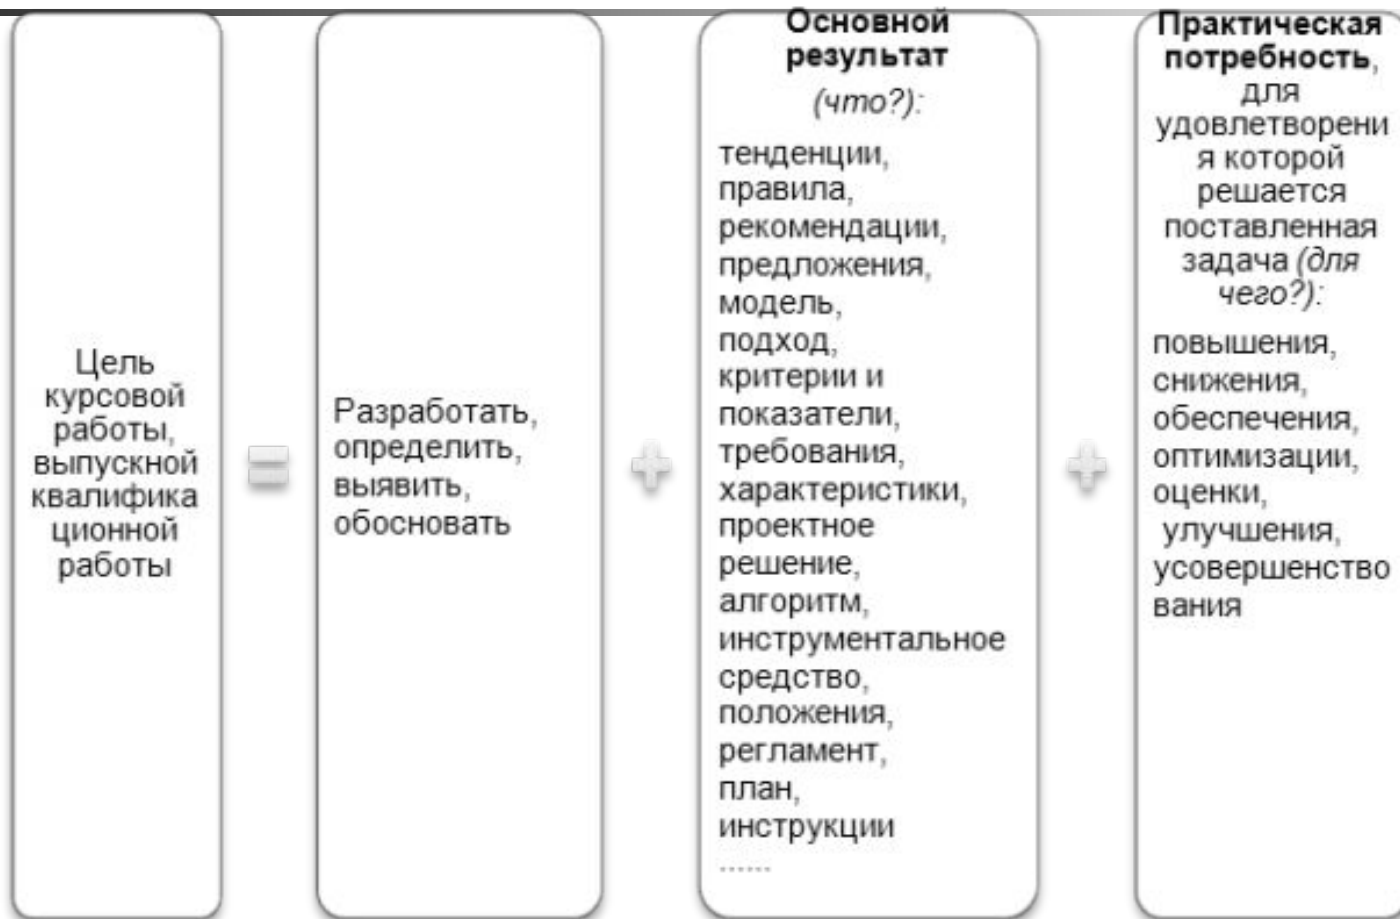 Цель
курсовой
работы,
выпускной
квалифика
ционной
работы
Разработать,
определить,
выявить,
обосновать
Основной
результат
(что?):
тенденции,
правила,
рекомендации,
предложения,
модель,
подход,
критерии и
показатели,
требования,
характеристики,
проектное
решение,
алгоритм,
инструментальное
средство,
положения,
регламент,
план,
инструкции
......
Практическая
потребность,
для
удовлетворени
я которой
решается
поставленная
задача (для
чего?):
повышения,
снижения,
обеспечения,
оптимизации,
оценки,
улучшения,
усовершенство
вания